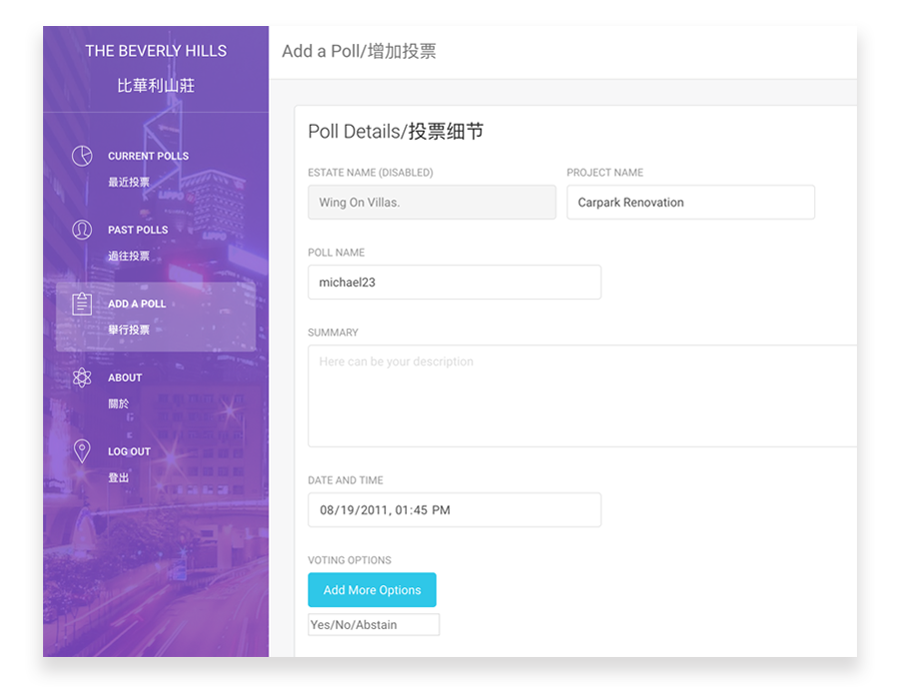 THE BEVERLY HILLS
比華利山莊
CURRENT POLLS
最近投票
PAST POLLS
過往投票
ADD A POLL
舉行投票
ABOUT
關於
LOG OUT
登出
Add a Poll/增加投票
Poll Details/投票细节
ESTATE NAME (DISABLED)
PROJECT NAME
Wing On Villas.
Carpark Renovation
POLL NAME
michael23
SUMMARY
Here can be your description
DATE AND TIME
08/19/2011, 01:45 PM
VOTING OPTIONS
Add More Options
Yes/No/Abstain
LIPPO
LIPPO